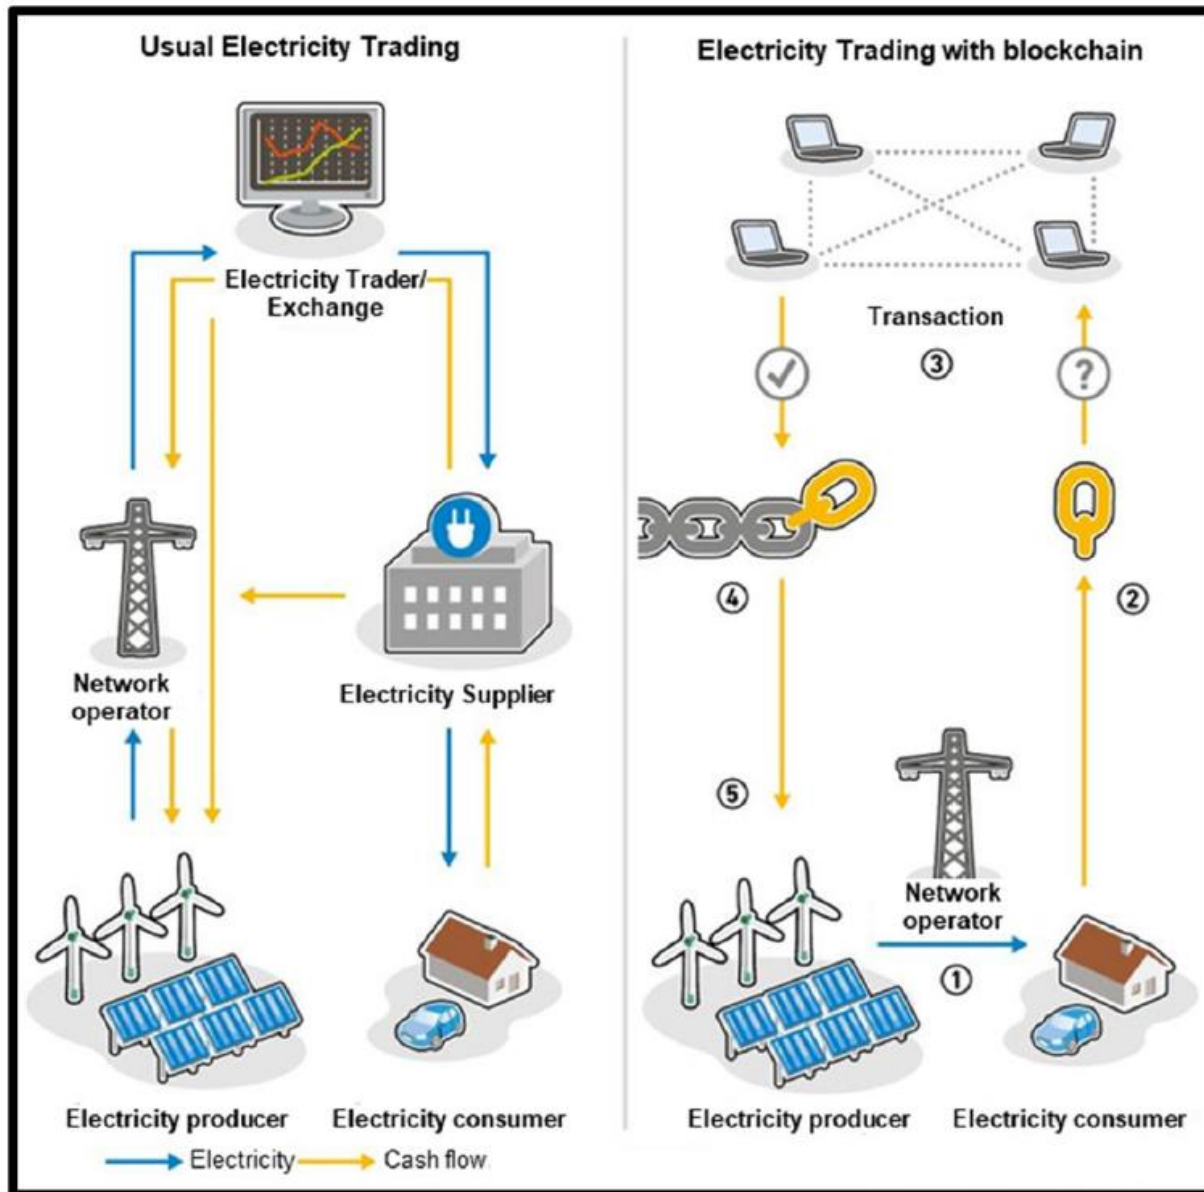 Usual Electricity Trading
Electricity Trader/
Exchange
Network
operator
Electricity Supplier
Electricity producer
Electricity consumer
Electricity
Cash flow
Electricity Trading with blockchain
Transaction
③
?
④
②
⑤
Network
operator
①
Electricity producer
Electricity consumer